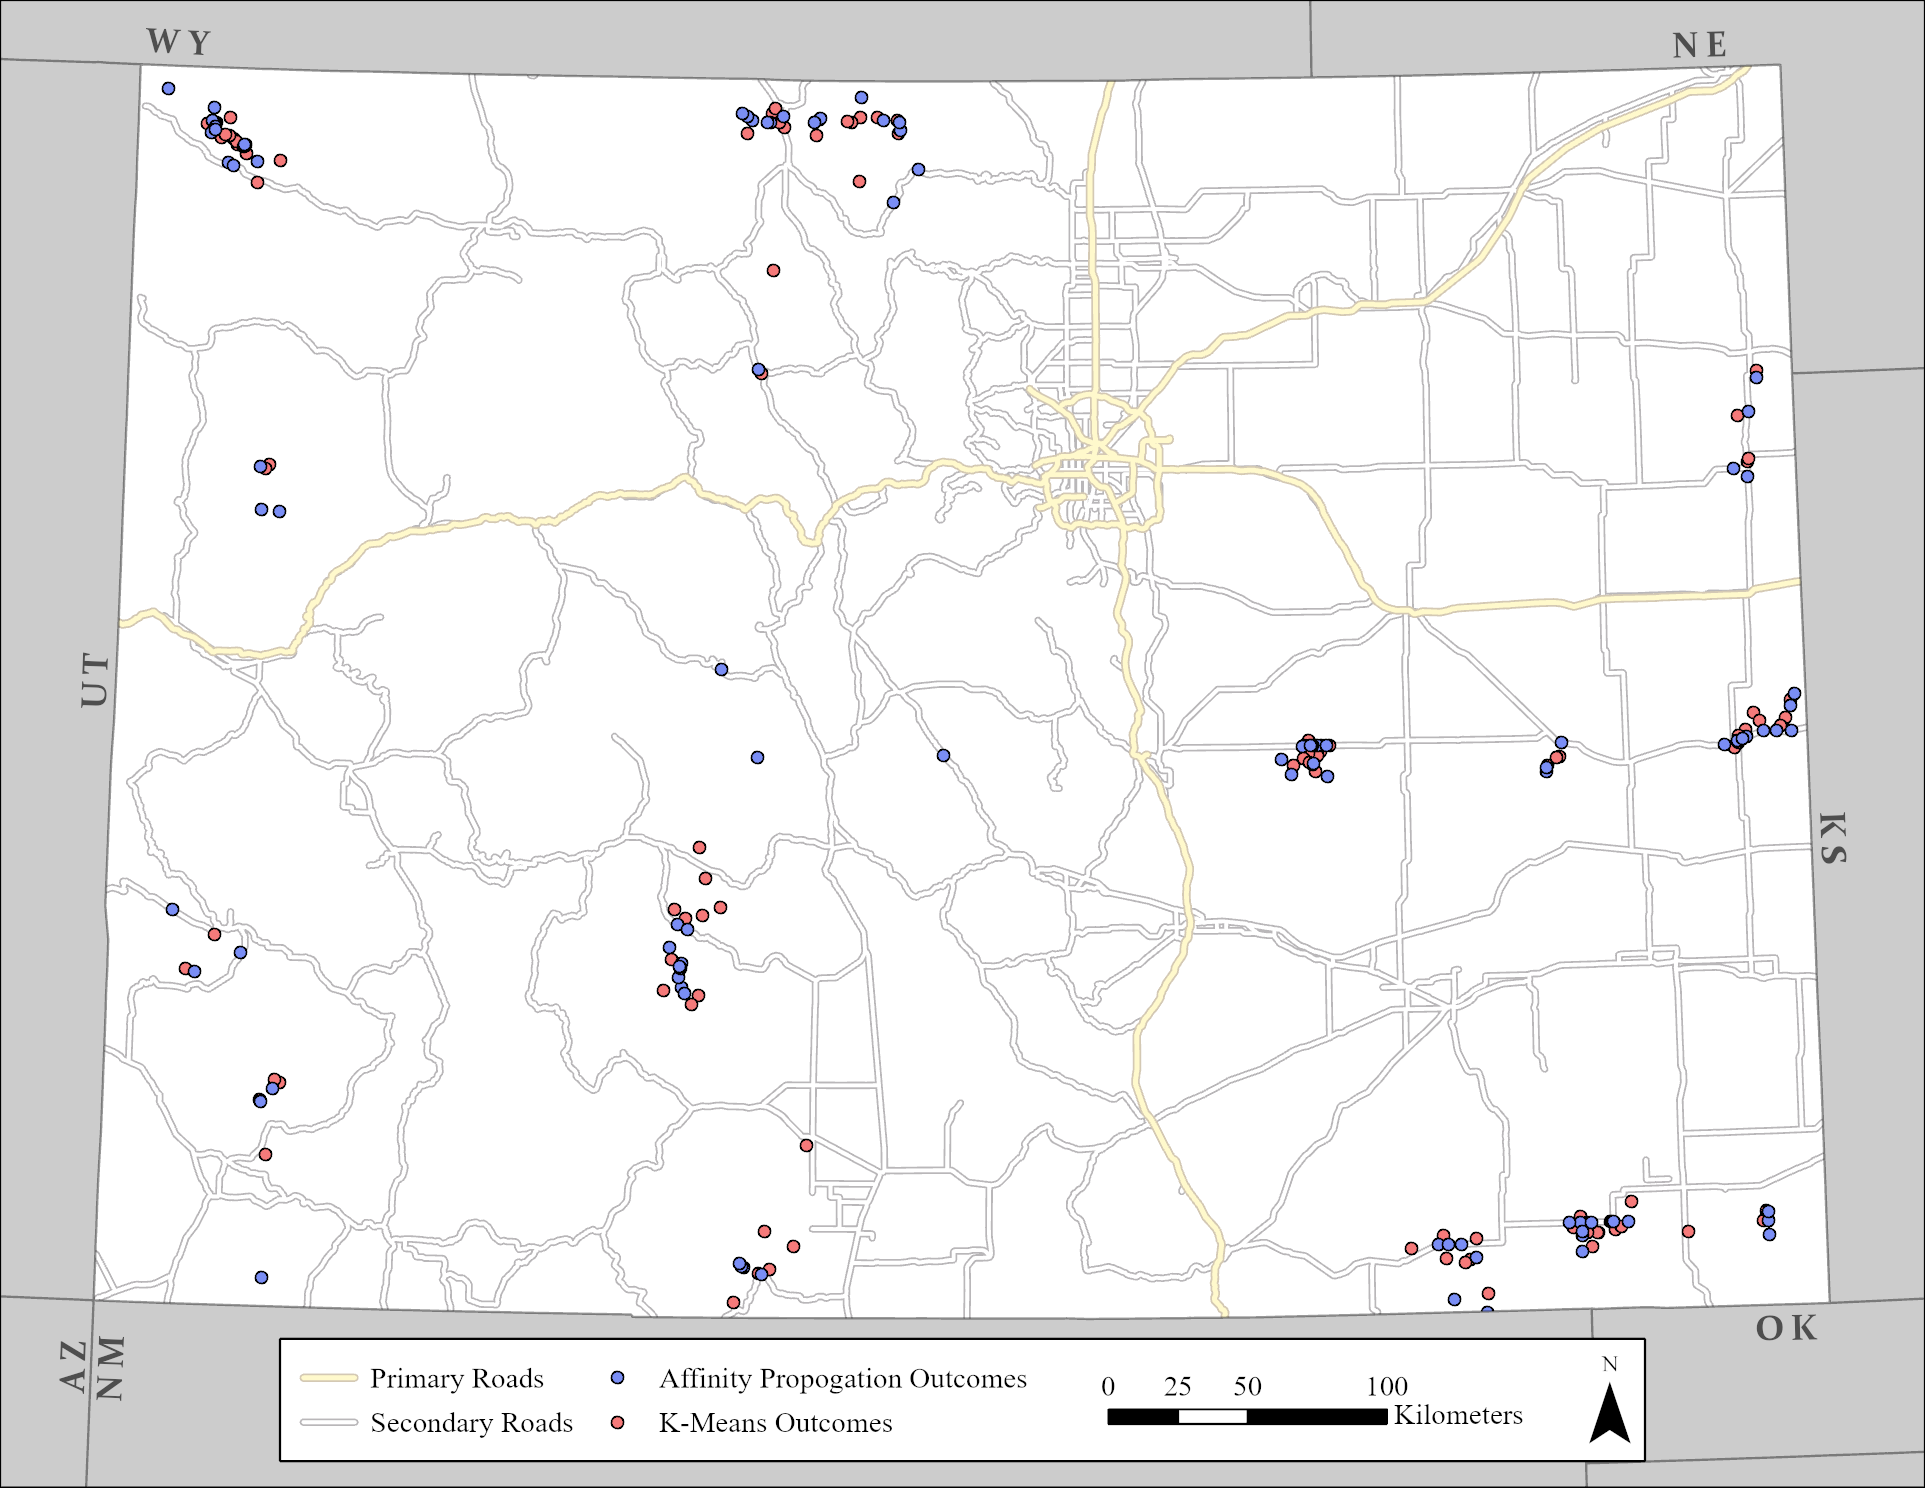 WY
NE
UT
KS
OK
AZ
NM
Primary Roads
Secondary Roads
Affinity Propogation Outcomes
K-Means Outcomes
0 25 50 100
Kilometers
N